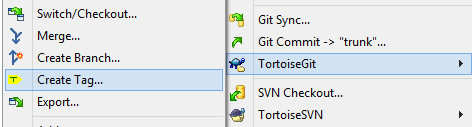 Switch/Checkout...
Merge...
Create Branch...
Create Tag...
Export...
Git Sync...
Git Commit -> "trunk"...
TortoiseGit
SVN Checkout...
TortoiseSVN